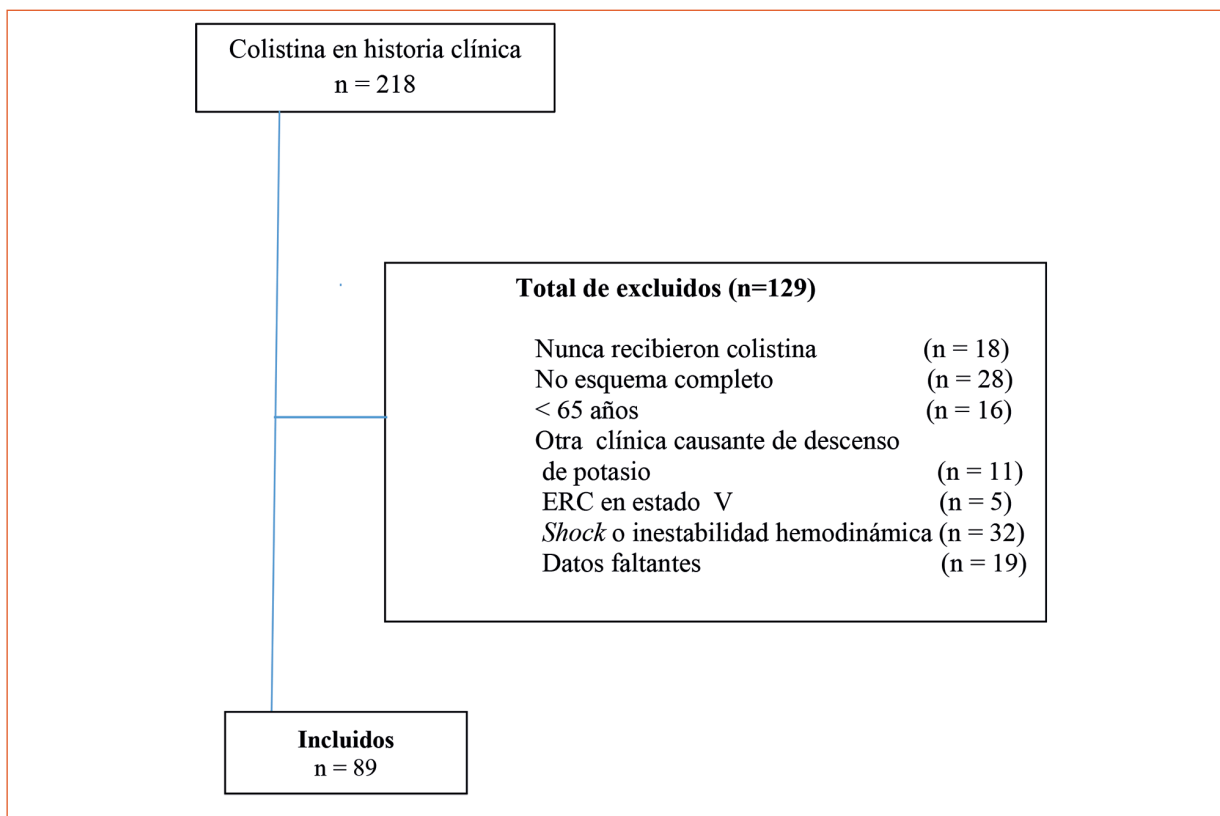 Colistina en historia clínica
n = 218
Total de excluidos (n=129)
Nunca recibieron colistina (n = 18)
No esquema completo (n = 28)
< 65 años (n = 16)
Otra clínica causante de descenso
de potasio (n = 11)
ERC en estado V (n = 5)
Shock o inestabilidad hemodinámica (n = 32)
Datos faltantes (n = 19)
Incluidos
n = 89